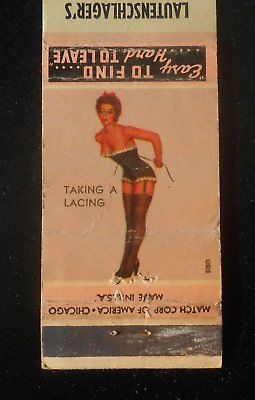 LAUTENSCHLAGER'S
"Easy TO FIND
Hard TO LEAVE"
TAKING A
LACING
MATCH CORP. OF AMERICA • CHICAGO
MADE IN U.S.A.